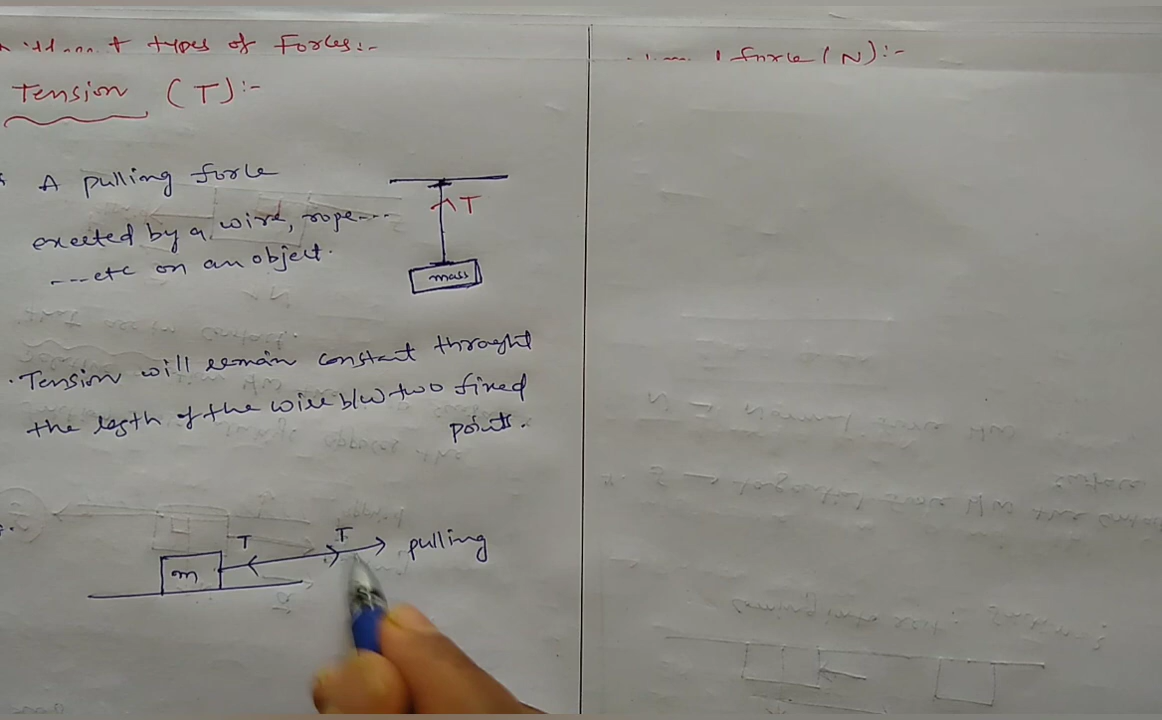 types of Forces:-
Tension (T):-
A pulling force
exerted by a wire, rope---
---etc on an object.
T
mass
Tension will remain constant throught
the legth of the wire b/w two fixed
points.
T
T
pulling
m
force (N):-